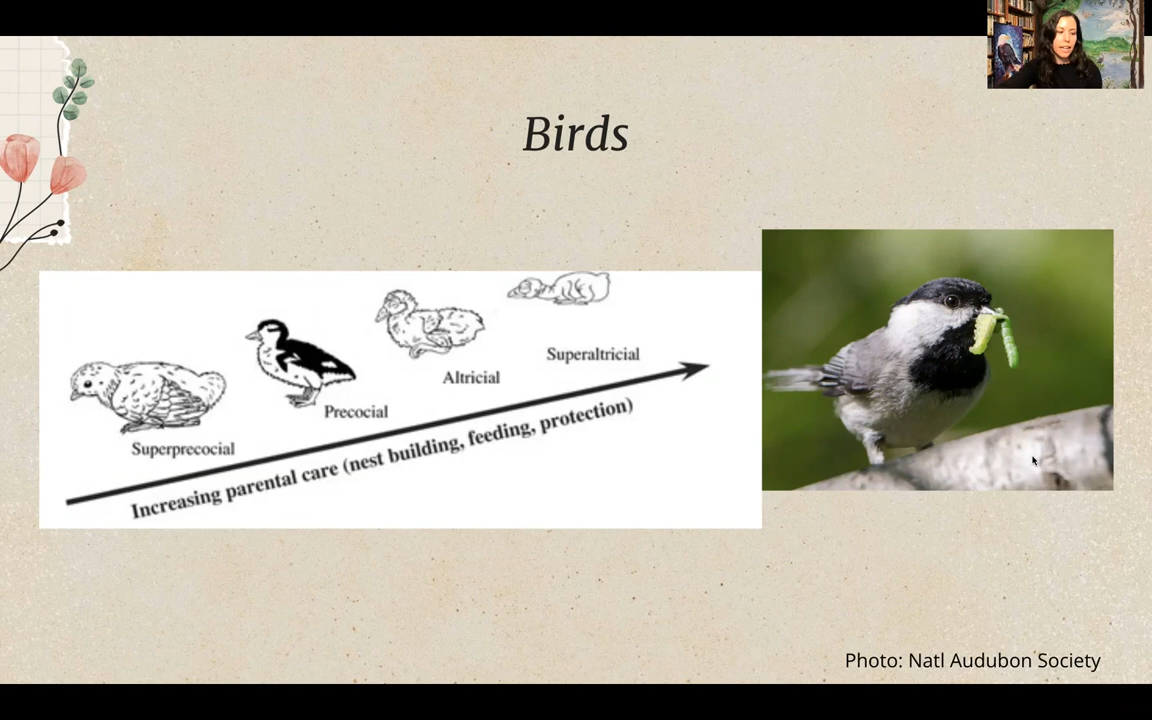 Birds
Superaltricial
Altricial
Precocial
Superprecocial
Increasing parental care (nest building, feeding, protection)
Photo: Natl Audubon Society